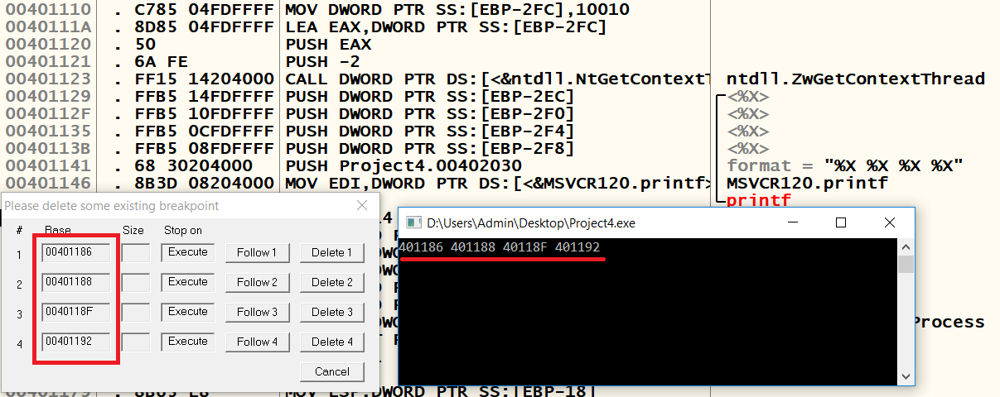 00401110 . C785 04FDFFFF MOV DWORD PTR SS:[EBP-2FC],10010
0040111A . 8D85 04FDFFFF LEA EAX,DWORD PTR SS:[EBP-2FC]
00401120 . 50 PUSH EAX
00401121 . 6A FE PUSH -2
00401123 . FF15 14204000 CALL DWORD PTR DS:[<&ntdll.NtGetContextT ntdll.ZwGetContextThread
00401129 . FFB5 14FDFFFF PUSH DWORD PTR SS:[EBP-2EC] <%X>
0040112F . FFB5 10FDFFFF PUSH DWORD PTR SS:[EBP-2F0] <%X>
00401135 . FFB5 0CFDFFFF PUSH DWORD PTR SS:[EBP-2F4] <%X>
0040113B . FFB5 08FDFFFF PUSH DWORD PTR SS:[EBP-2F8] <%X>
00401141 . 68 30204000 PUSH Project4.00402030 format = "%X %X %X %X"
00401146 . 8B3D 08204000 MOV EDI,DWORD PTR DS:[<&MSVCR120.printf> MSVCR120.printf
printf
Please delete some existing breakpoint
# Base Size Stop on
1 00401186 Execute Follow 1 Delete 1
2 00401188 Execute Follow 2 Delete 2
3 0040118F Execute Follow 3 Delete 3
4 00401192 Execute Follow 4 Delete 4
Cancel
D:\Users\Admin\Desktop\Project4.exe
401186 401188 40118F 401192
Process
00401179 . 8B65 E8 MOV ESP,DWORD PTR SS:[EBP-18]